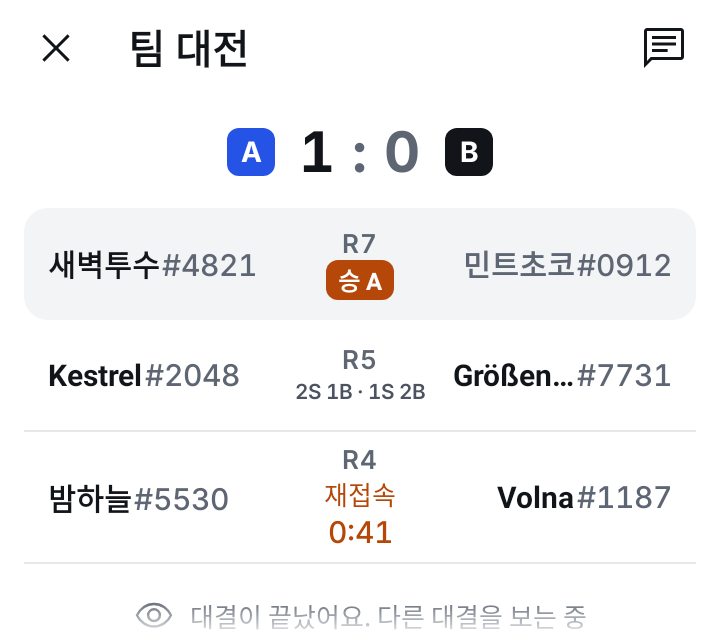 팀 대전
A 1 : 0 B
R7
새벽투수#4821 승 A 민트초코#0912
R5
Kestrel#2048 Größen...#7731
2S 1B · 1S 2B
R4
재접속
밤하늘#5530 Volna#1187
0:41
대결이 끝났어요. 다른 대결을 보는 중